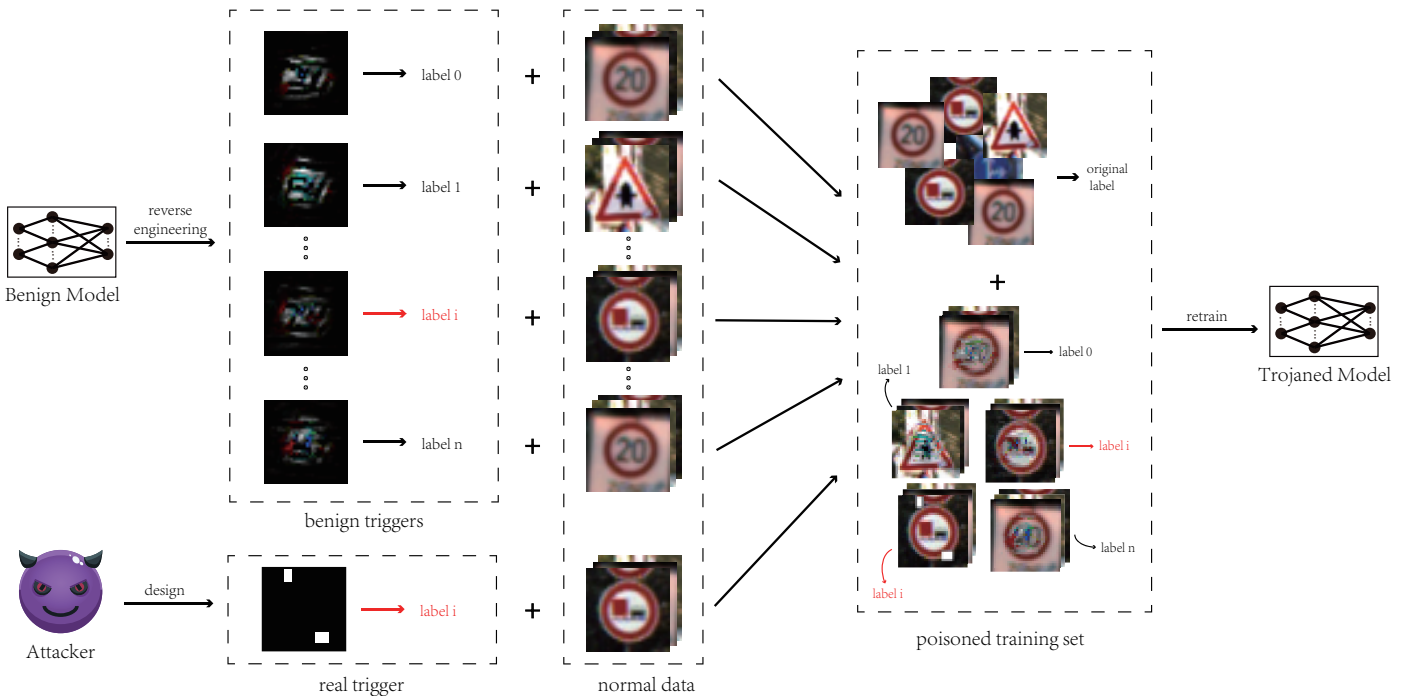 label 0
+
20
label 1
+
reverse
engineering
Benign Model
label i
+
label n
+
20
benign triggers
Attacker
design
label i
+
real trigger
normal data
20
20
original
label
+
label 0
label 1
label i
label i
label n
poisoned training set
retrain
Trojaned Model